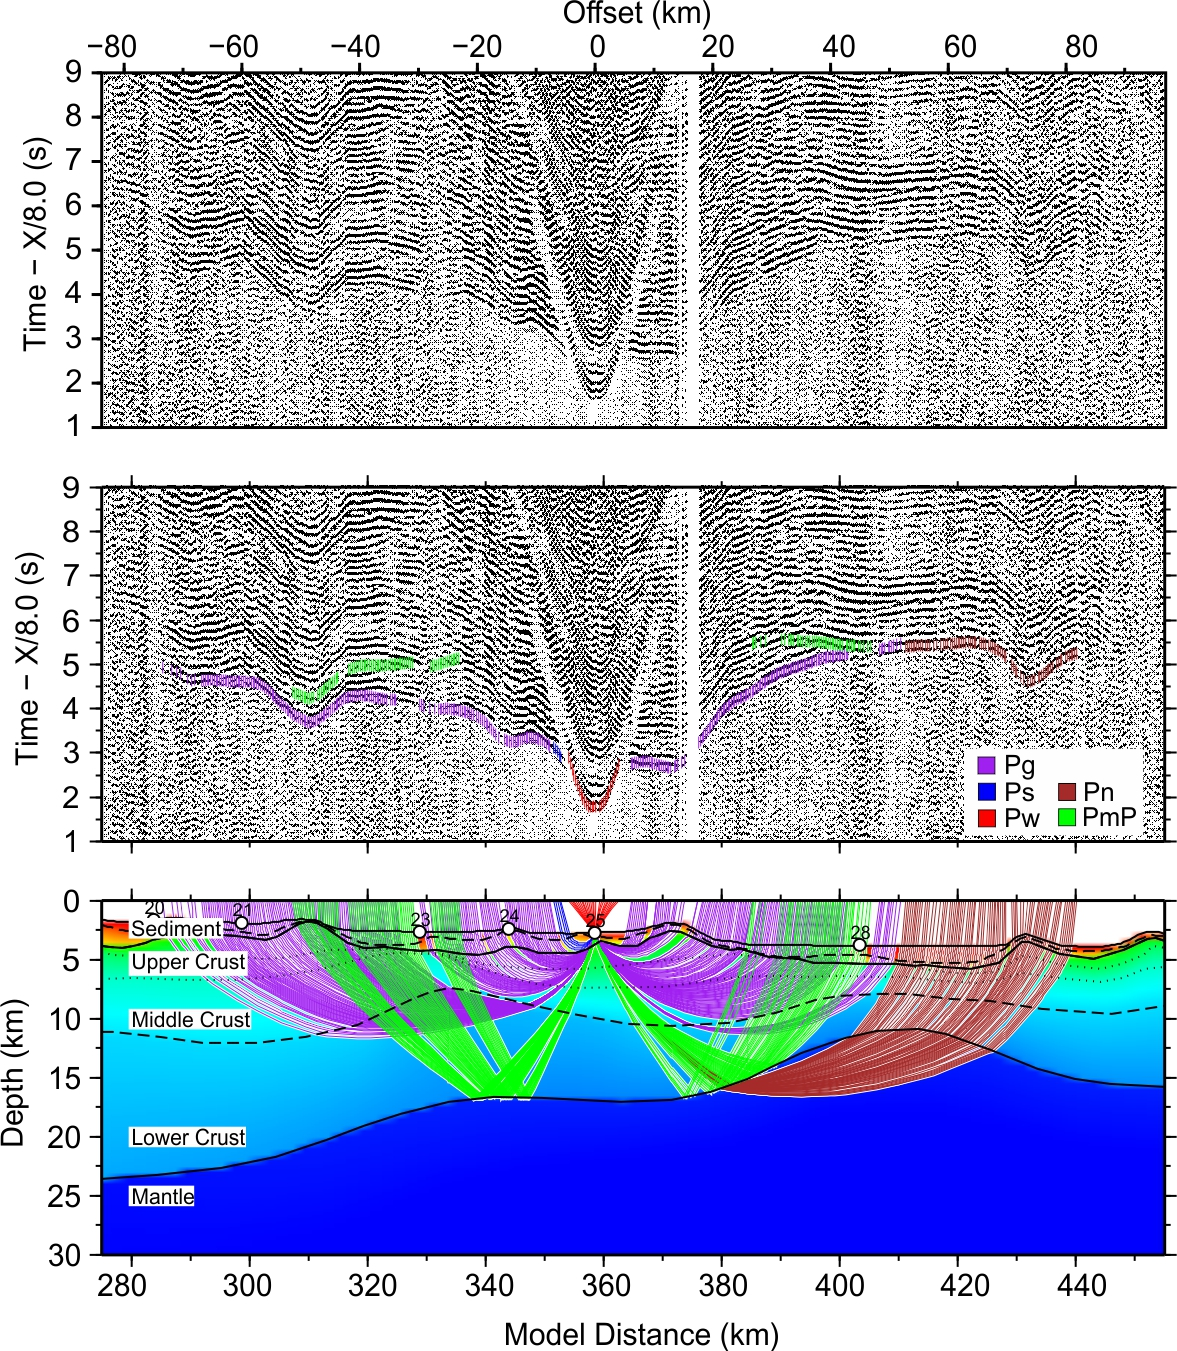 Offset (km)
−80 −60 −40 −20 0 20 40 60 80
9
8
7
6
5
4
3
2
1
Time − X/8.0 (s)
9
8
7
6
5
4
3
2
1
Time − X/8.0 (s)
Pg
Ps Pn
Pw PmP
0
5
10
15
20
25
30
Depth (km)
20 21 23 24 25 28
Sediment
Upper Crust
Middle Crust
Lower Crust
Mantle
280 300 320 340 360 380 400 420 440
Model Distance (km)